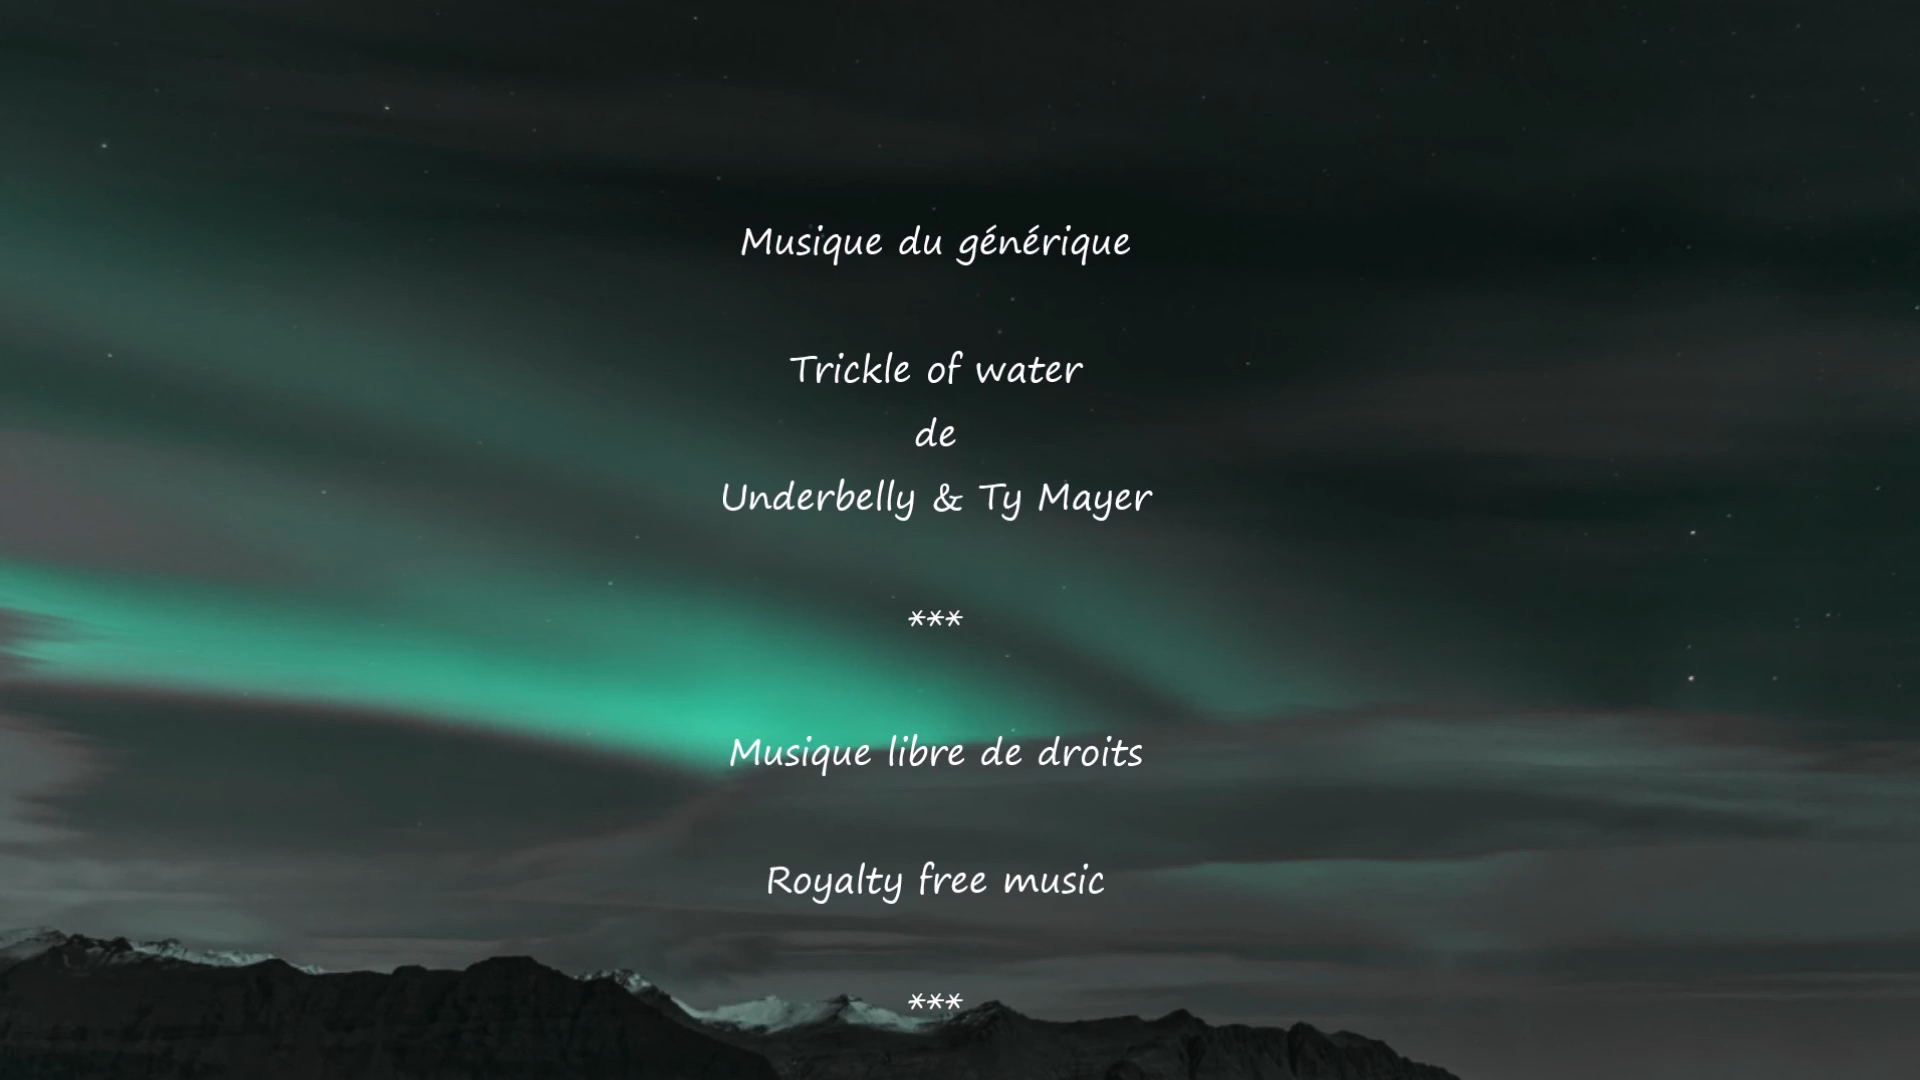 Musique du générique
Trickle of water
de
Underbelly & Ty Mayer
***
Musique libre de droits
Royalty free music
***